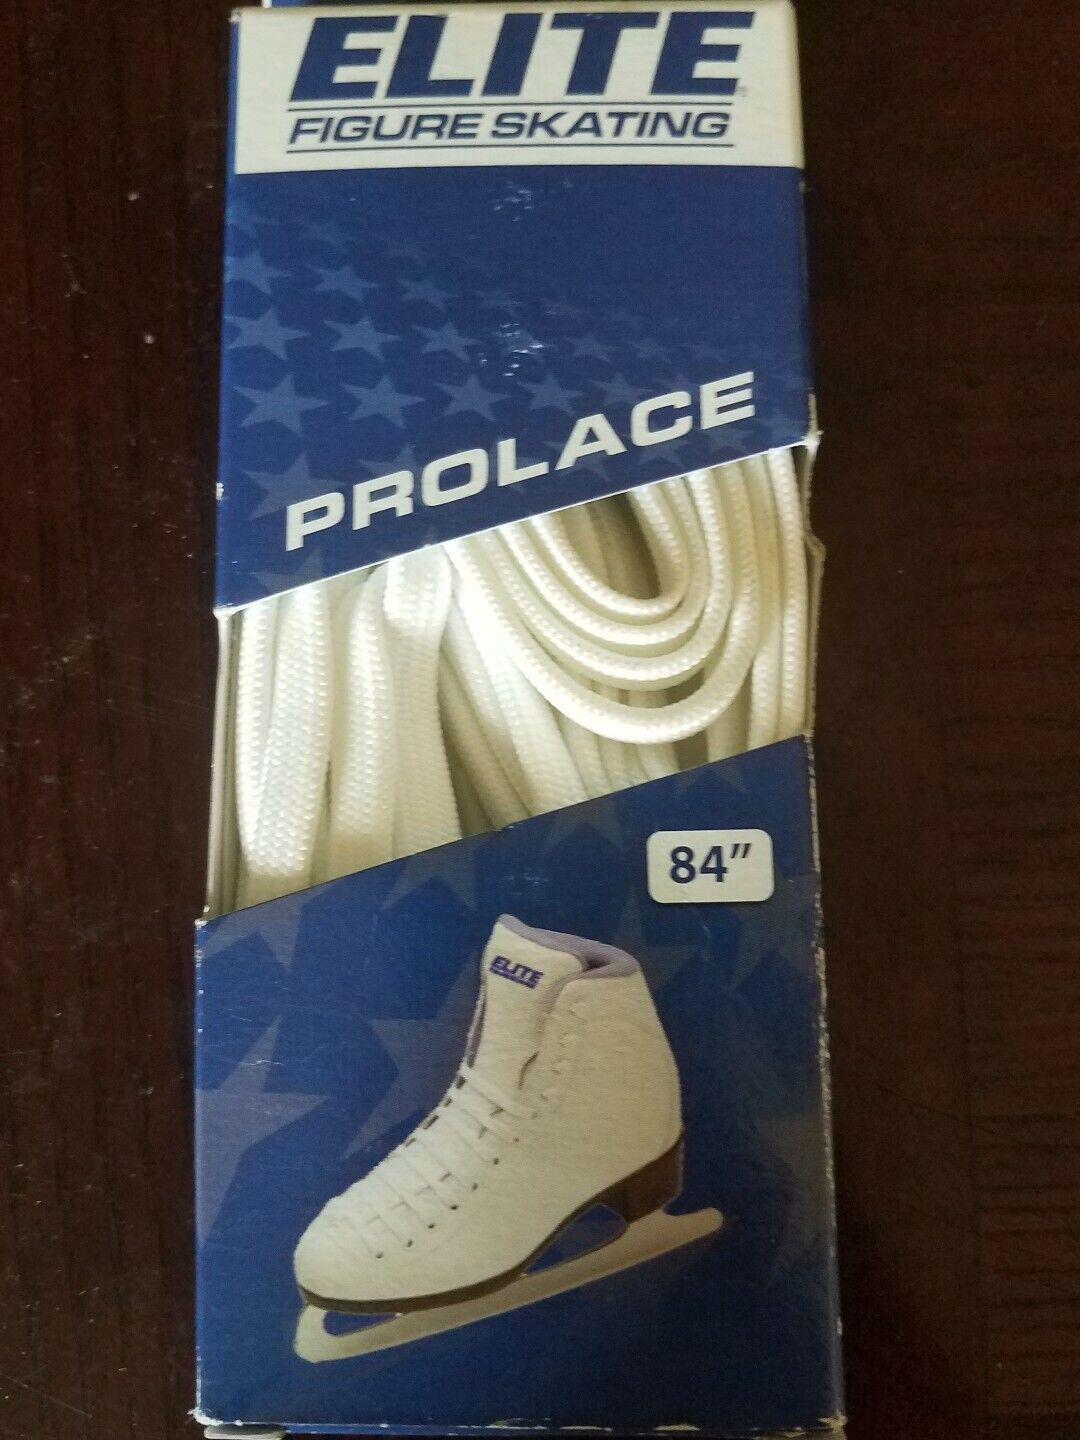 ELITE
FIGURE SKATING
PROLACE
84"
ELITE